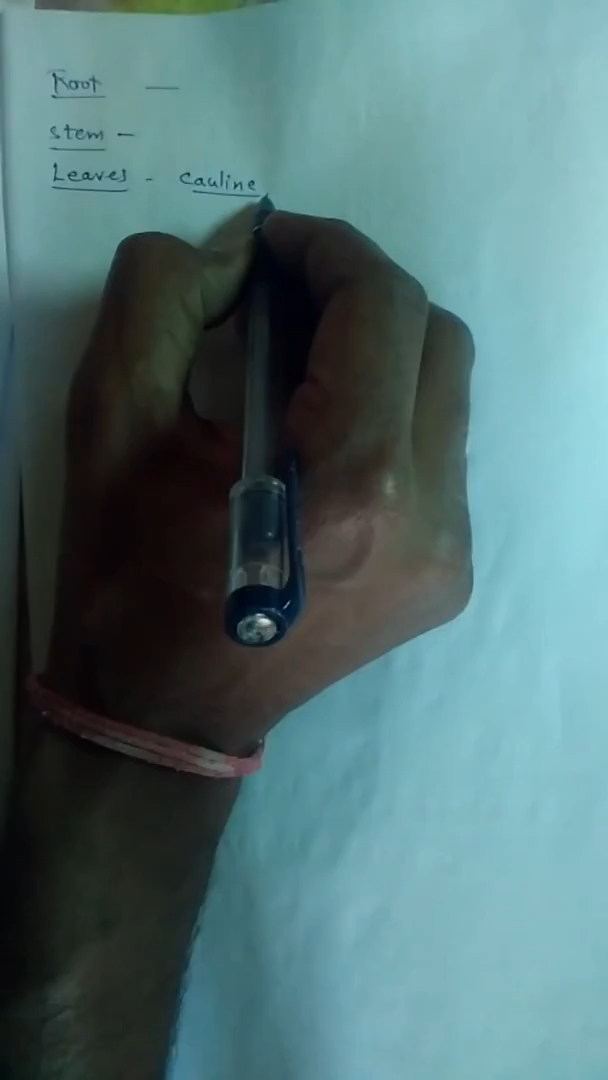 Root —
stem –
Leaves - cauline